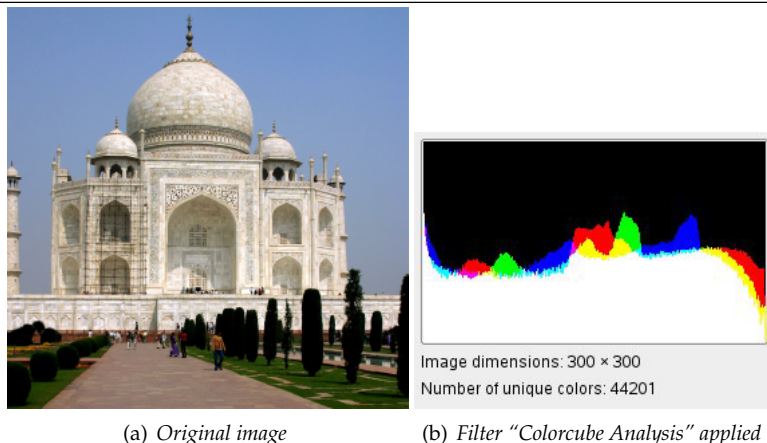 Image dimensions: 300 × 300
Number of unique colors: 44201
(a) Original image
(b) Filter “Colorcube Analysis” applied